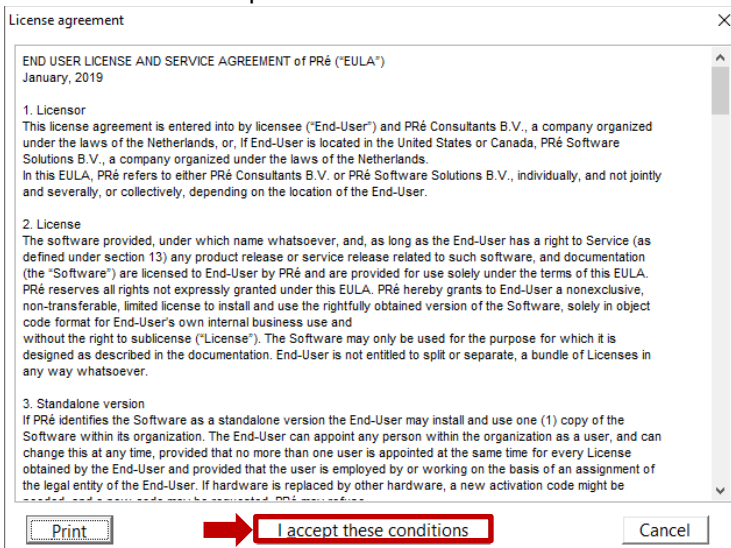 License agreement
END USER LICENSE AND SERVICE AGREEMENT of PRé ("EULA")
January, 2019
1. Licensor
This license agreement is entered into by licensee ("End-User") and PRé Consultants B.V., a company organized
under the laws of the Netherlands, or, If End-User is located in the United States or Canada, PRé Software
Solutions B.V., a company organized under the laws of the Netherlands.
In this EULA, PRé refers to either PRé Consultants B.V. or PRé Software Solutions B.V., individually, and not jointly
and severally, or collectively, depending on the location of the End-User.
2. License
The software provided, under which name whatsoever, and, as long as the End-User has a right to Service (as
defined under section 13) any product release or service release related to such software, and documentation
(the "Software") are licensed to End-User by PRé and are provided for use solely under the terms of this EULA.
PRé reserves all rights not expressly granted under this EULA. PRé hereby grants to End-User a nonexclusive,
non-transferable, limited license to install and use the rightfully obtained version of the Software, solely in object
code format for End-User's own internal business use and
without the right to sublicense ("License"). The Software may only be used for the purpose for which it is
designed as described in the documentation. End-User is not entitled to split or separate, a bundle of Licenses in
any way whatsoever.
3. Standalone version
If PRé identifies the Software as a standalone version the End-User may install and use one (1) copy of the
Software within its organization. The End-User can appoint any person within the organization as a user, and can
change this at any time, provided that no more than one user is appointed at the same time for every License
obtained by the End-User and provided that the user is employed by or working on the basis of an assignment of
the legal entity of the End-User. If hardware is replaced by other hardware, a new activation code might be
needed, and a new code may be requested. PRé may refuse
Print
I accept these conditions
Cancel